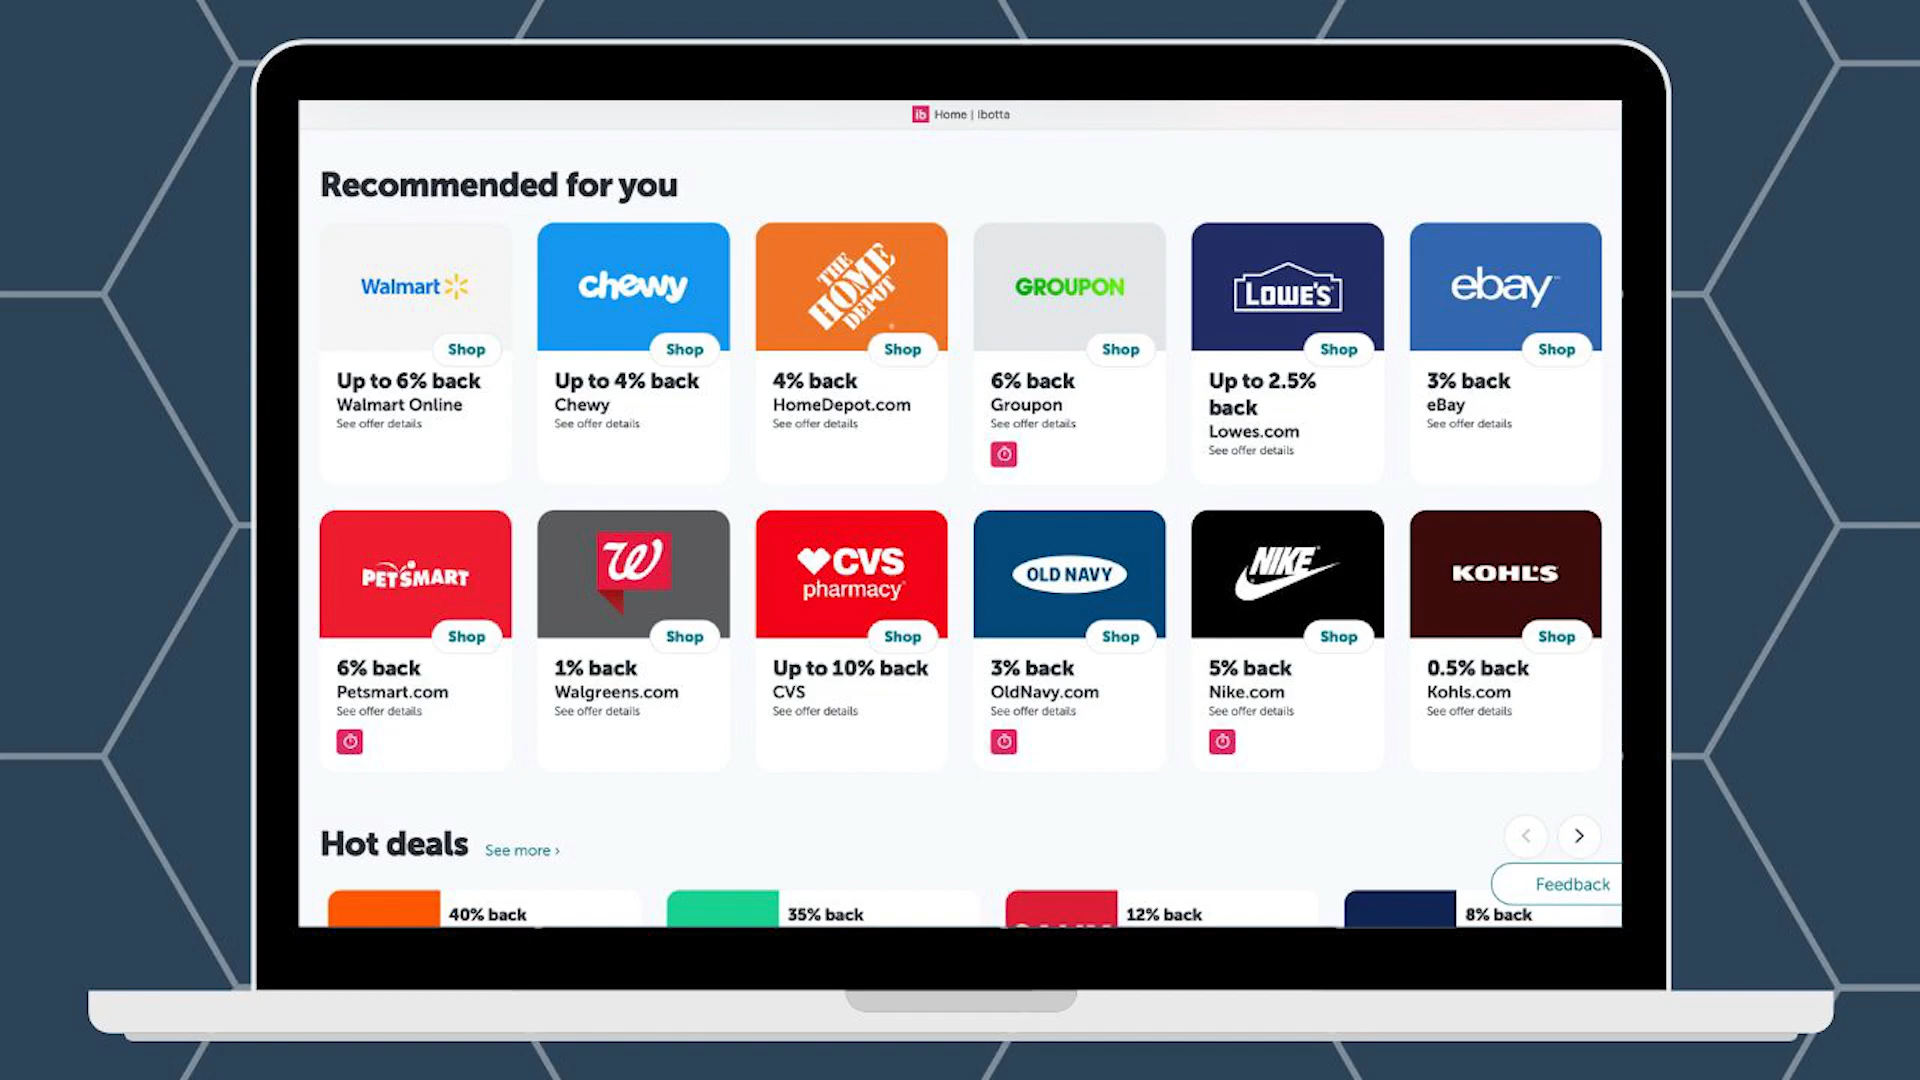 ib Home | Ibotta
Recommended for you
Walmart
chewy
THE HOME DEPOT
GROUPON
LOWE'S
ebay
Shop
Shop
Shop
Shop
Shop
Shop
Up to 6% back
Walmart Online
See offer details
Up to 4% back
Chewy
See offer details
4% back
HomeDepot.com
See offer details
6% back
Groupon
See offer details
Up to 2.5%
back
Lowes.com
See offer details
3% back
eBay
See offer details
PETSMART
W
CVS
pharmacy
OLD NAVY
NIKE
KOHL'S
Shop
Shop
Shop
Shop
Shop
Shop
6% back
Petsmart.com
See offer details
1% back
Walgreens.com
See offer details
Up to 10% back
CVS
See offer details
3% back
OldNavy.com
See offer details
5% back
Nike.com
See offer details
0.5% back
Kohls.com
See offer details
Hot deals See more ›
Feedback
40% back
35% back
12% back
8% back